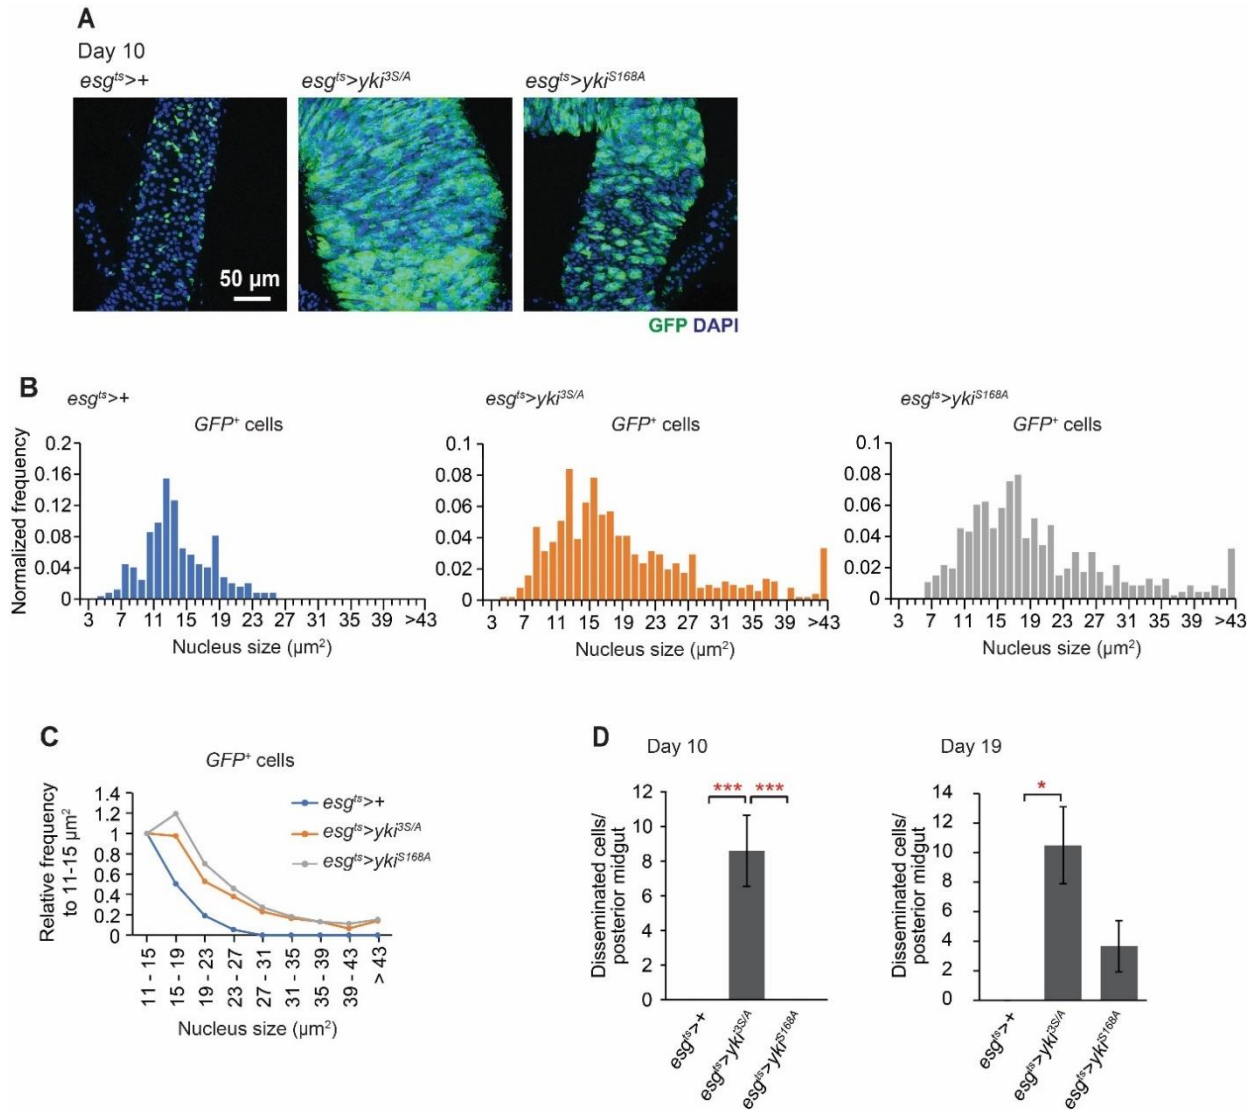 A
Day 10
esgᵗˢ>+ esgᵗˢ>yki³ˢ/ᴬ esgᵗˢ>ykiˢ¹⁶⁸ᴬ
50 µm
GFP DAPI
B
esgᵗˢ>+ esgᵗˢ>yki³ˢ/ᴬ esgᵗˢ>ykiˢ¹⁶⁸ᴬ
GFP⁺ cells GFP⁺ cells GFP⁺ cells
Normalized frequency
0.2 0.1 0.1
0.16 0.08 0.08
0.12 0.06 0.06
0.08 0.04 0.04
0.04 0.02 0.02
0 0 0
3 7 11 15 19 23 27 31 35 39 >43 3 7 11 15 19 23 27 31 35 39 >43 3 7 11 15 19 23 27 31 35 39 >43
Nucleus size (µm²) Nucleus size (µm²) Nucleus size (µm²)
C
GFP⁺ cells
Relative frequency
to 11-15 µm²
1.4
1.2
1
0.8
0.6
0.4
0.2
0
esgᵗˢ>+
esgᵗˢ>yki³ˢ/ᴬ
esgᵗˢ>ykiˢ¹⁶⁸ᴬ
11 - 15
15 - 19
19 - 23
23 - 27
27 - 31
31 - 35
35 - 39
39 - 43
> 43
Nucleus size (µm²)
D
Day 10
***
***
Disseminated cells/
posterior midgut
12
10
8
6
4
2
0
esgᵗˢ>+
esgᵗˢ>yki³ˢ/ᴬ
esgᵗˢ>ykiˢ¹⁶⁸ᴬ
Day 19
*
Disseminated cells/
posterior midgut
14
12
10
8
6
4
2
0
esgᵗˢ>+
esgᵗˢ>yki³ˢ/ᴬ
esgᵗˢ>ykiˢ¹⁶⁸ᴬ